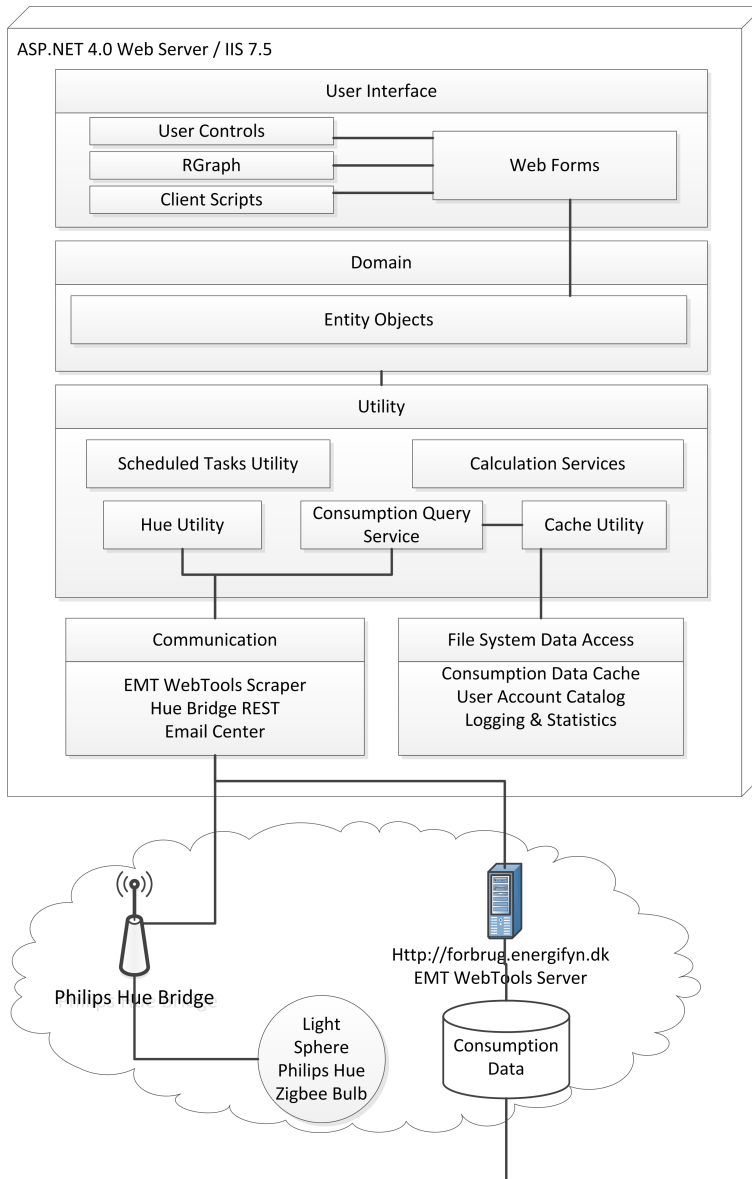 ASP.NET 4.0 Web Server / IIS 7.5
User Interface
User Controls
RGraph
Client Scripts
Web Forms
Domain
Entity Objects
Utility
Scheduled Tasks Utility
Calculation Services
Hue Utility
Consumption Query
Service
Cache Utility
Communication
EMT WebTools Scraper
Hue Bridge REST
Email Center
File System Data Access
Consumption Data Cache
User Account Catalog
Logging & Statistics
Philips Hue Bridge
Light
Sphere
Philips Hue
Zigbee Bulb
Http://forbrug.energifyn.dk
EMT WebTools Server
Consumption
Data